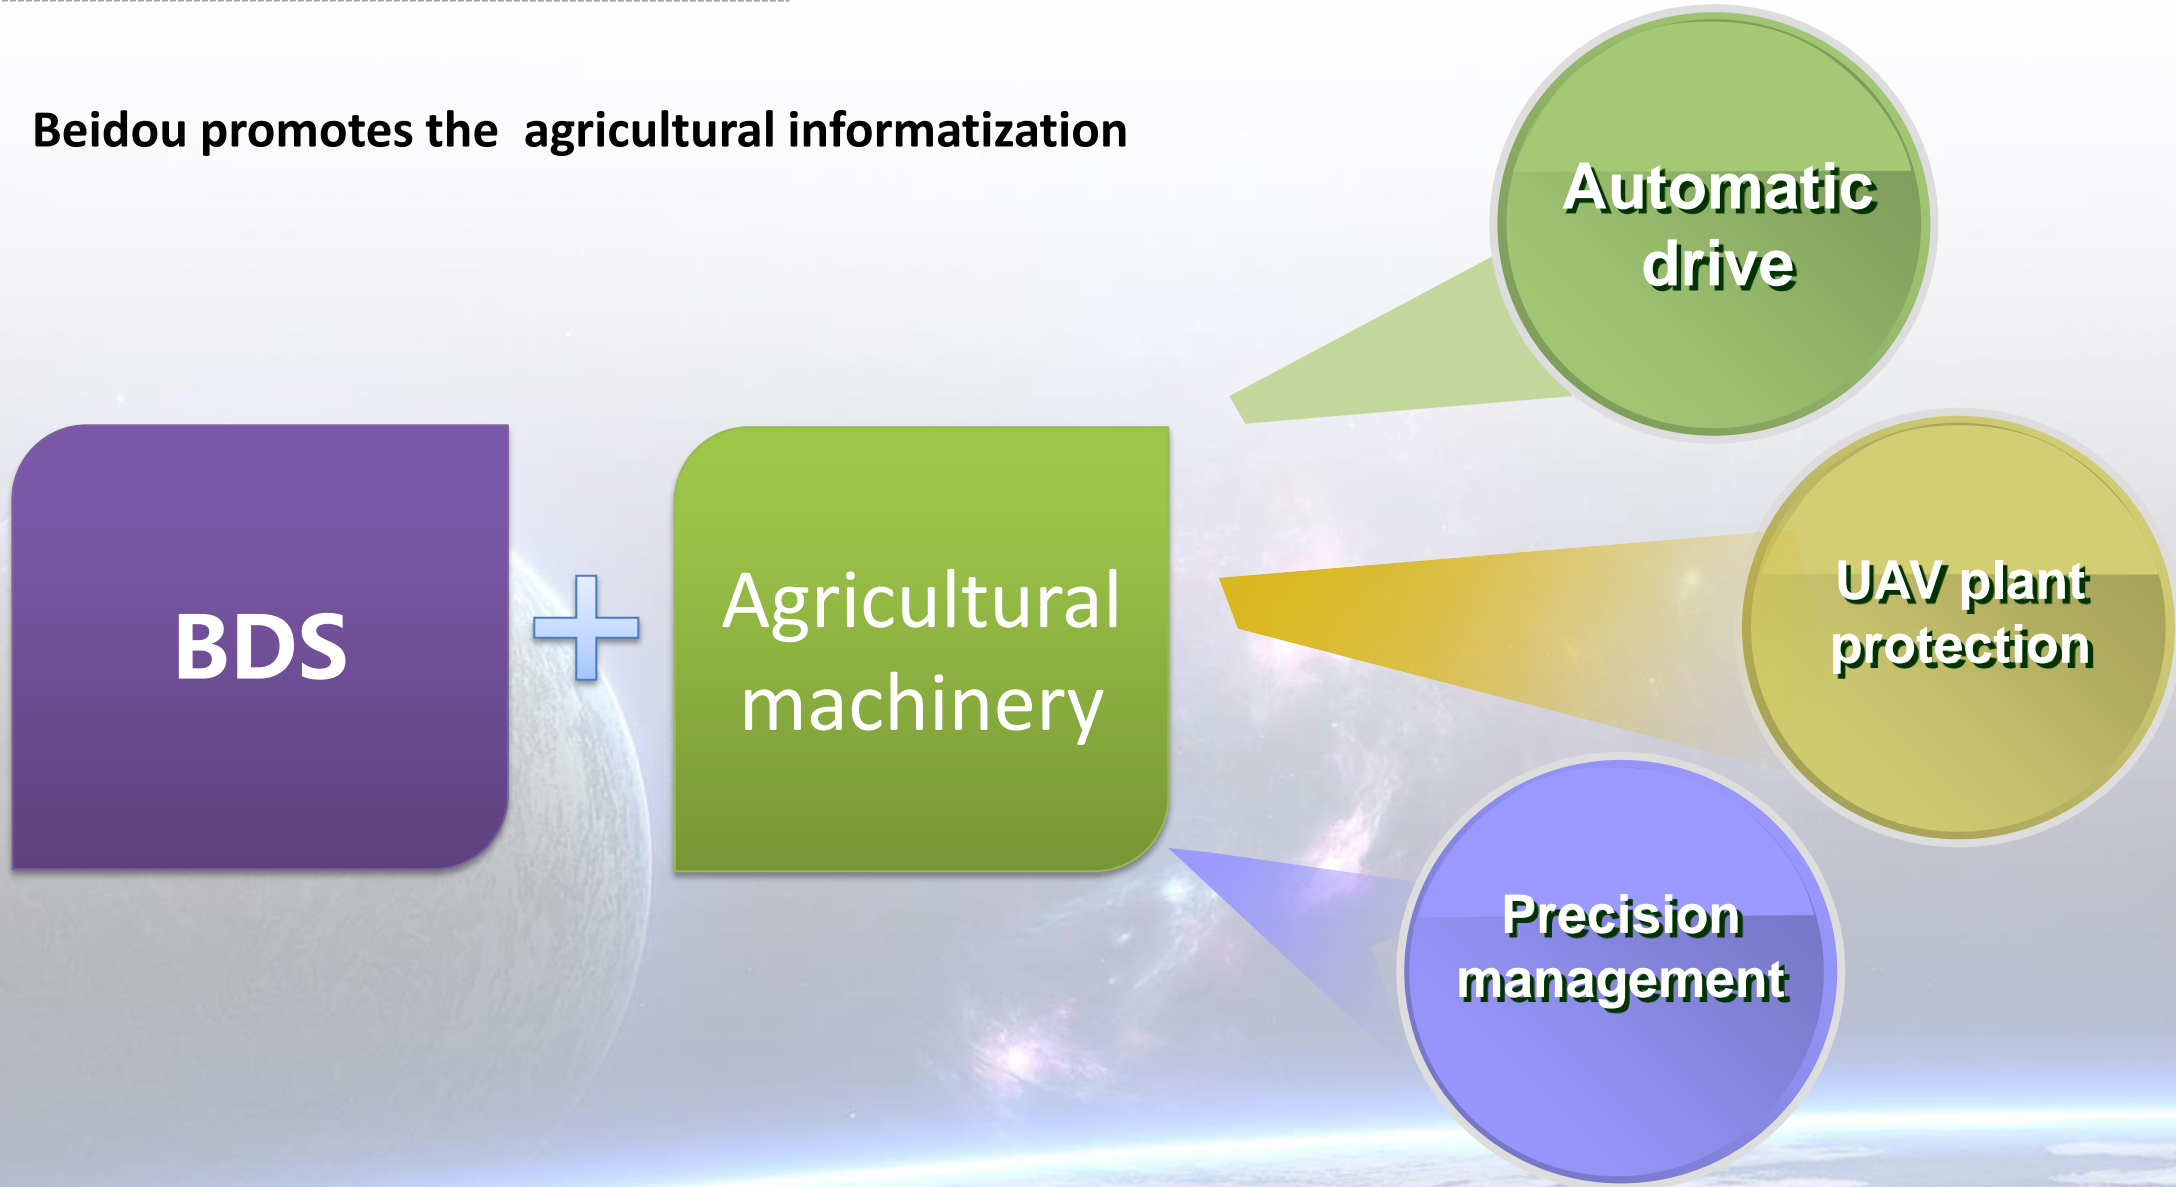 Beidou promotes the  agricultural informatization
BDS
Agricultural
machinery
Automatic
drive
UAV plant
protection
Precision
management